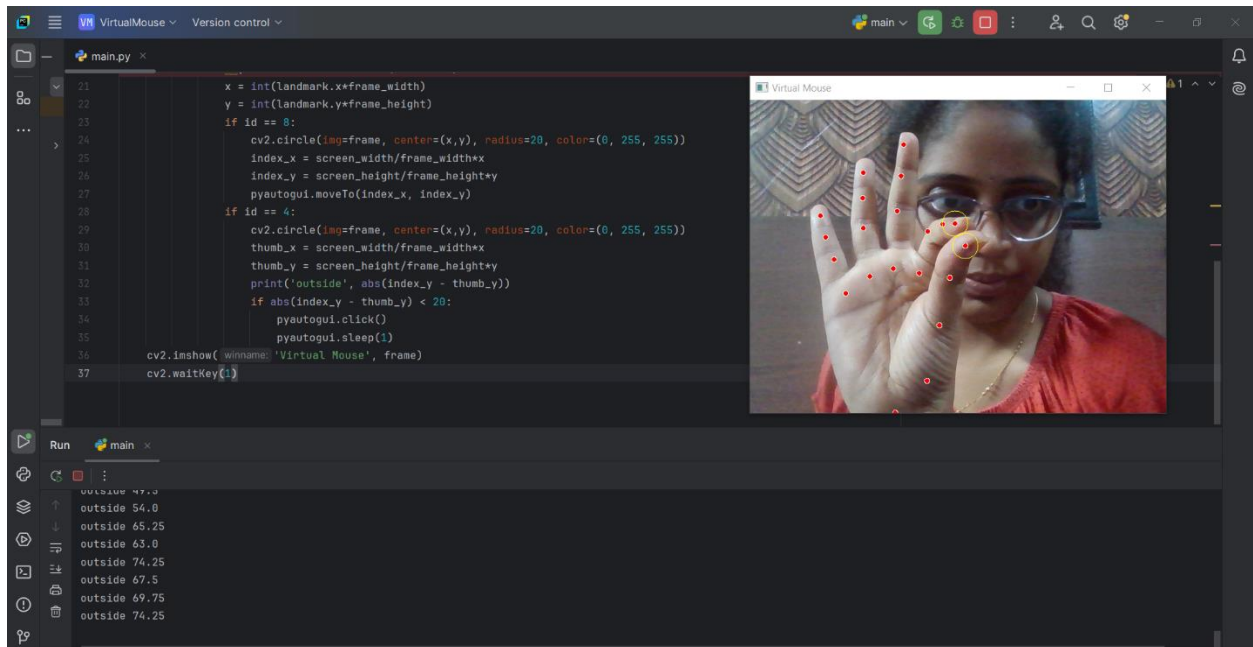 VM VirtualMouse Version control main
main.py
Virtual Mouse
1
21 x = int(landmark.x*frame_width)
22 y = int(landmark.y*frame_height)
23 if id == 8:
24 cv2.circle(img=frame, center=(x,y), radius=20, color=(0, 255, 255))
25 index_x = screen_width/frame_width*x
26 index_y = screen_height/frame_height*y
27 pyautogui.moveTo(index_x, index_y)
28 if id == 4:
29 cv2.circle(img=frame, center=(x,y), radius=20, color=(0, 255, 255))
30 thumb_x = screen_width/frame_width*x
31 thumb_y = screen_height/frame_height*y
32 print('outside', abs(index_y - thumb_y))
33 if abs(index_y - thumb_y) < 20:
34 pyautogui.click()
35 pyautogui.sleep(1)
36 cv2.imshow( winname: 'Virtual Mouse', frame)
37 cv2.waitKey(1)
Run main
outside 49.5
outside 54.0
outside 65.25
outside 63.0
outside 74.25
outside 67.5
outside 69.75
outside 74.25